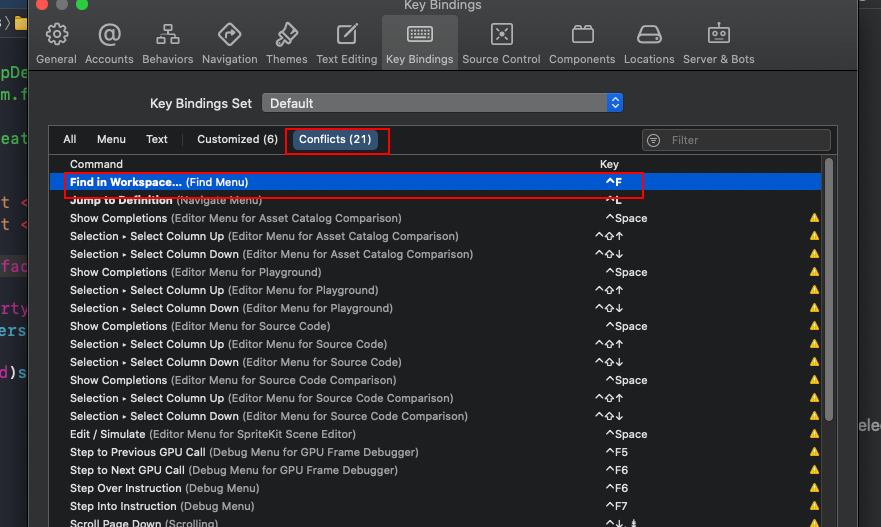 Key Bindings
General Accounts Behaviors Navigation Themes Text Editing Key Bindings Source Control Components Locations Server & Bots
pDe
m.f
Key Bindings Set Default
eat
All Menu Text Customized (6) Conflicts (21) Filter
Command Key
Find in Workspace... (Find Menu) ^F
Jump to Definition (Navigate Menu) ^L
t <
Show Completions (Editor Menu for Asset Catalog Comparison) ^Space
t <
Selection ▸ Select Column Up (Editor Menu for Asset Catalog Comparison) ^⇧↑
Selection ▸ Select Column Down (Editor Menu for Asset Catalog Comparison) ^⇧↓
fac
Show Completions (Editor Menu for Playground) ^Space
Selection ▸ Select Column Up (Editor Menu for Playground) ^⇧↑
rty
Selection ▸ Select Column Down (Editor Menu for Playground) ^⇧↓
ers
Show Completions (Editor Menu for Source Code) ^Space
Selection ▸ Select Column Up (Editor Menu for Source Code) ^⇧↑
Selection ▸ Select Column Down (Editor Menu for Source Code) ^⇧↓
d)s
Show Completions (Editor Menu for Source Code Comparison) ^Space
Selection ▸ Select Column Up (Editor Menu for Source Code Comparison) ^⇧↑
Selection ▸ Select Column Down (Editor Menu for Source Code Comparison) ^⇧↓
elec
Edit / Simulate (Editor Menu for SpriteKit Scene Editor) ^Space
Step to Previous GPU Call (Debug Menu for GPU Frame Debugger) ^F5
Step to Next GPU Call (Debug Menu for GPU Frame Debugger) ^F6
Step Over Instruction (Debug Menu) ^F6
Step Into Instruction (Debug Menu) ^F7
Scroll Page Down (Scrolling) ^↓, ⇟